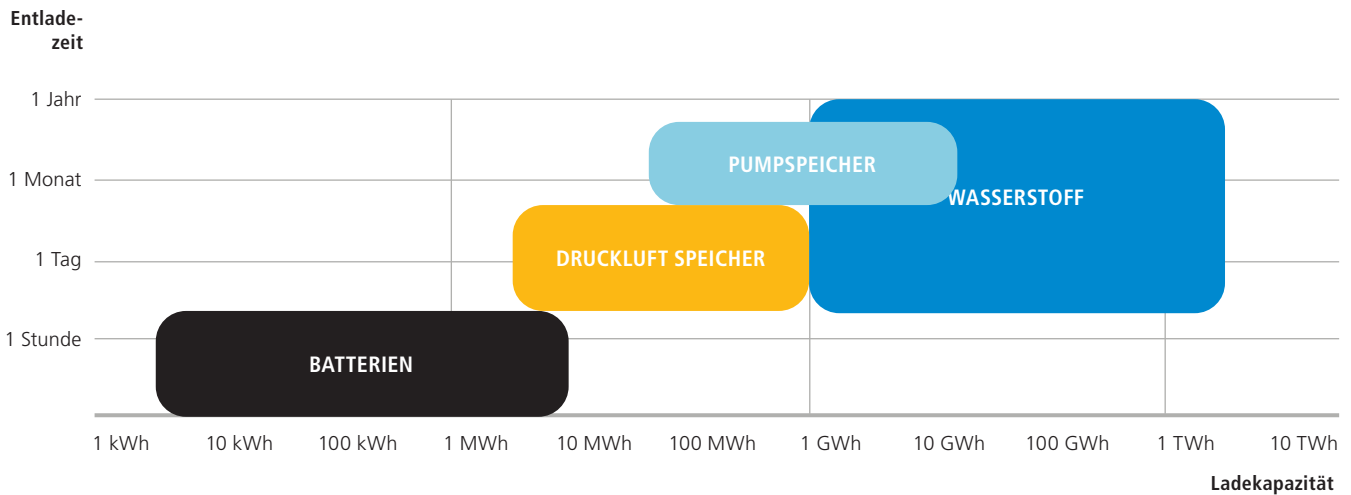 Entlade-
zeit
1 Jahr
PUMPSPEICHER
1 Monat
WASSERSTOFF
DRUCKLUFT SPEICHER
1 Tag
1 Stunde
BATTERIEN
1 kWh 10 kWh 100 kWh 1 MWh 10 MWh 100 MWh 1 GWh 10 GWh 100 GWh 1 TWh 10 TWh
Ladekapazität